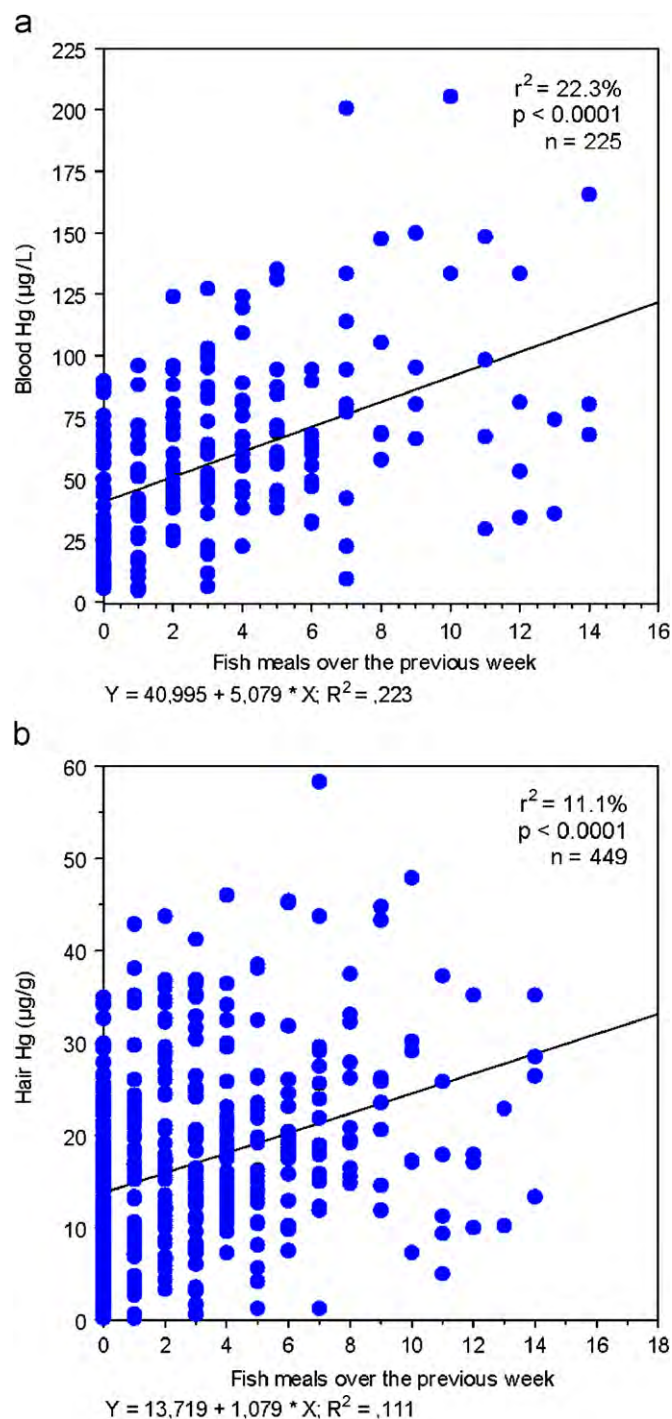 a
225
200
175
150
125
100
75
50
25
0
Blood Hg (µg/L)
r² = 22.3%
p < 0.0001
n = 225
0 2 4 6 8 10 12 14 16
Fish meals over the previous week
Y = 40,995 + 5,079 * X; R² = ,223
b
60
50
40
30
20
10
0
Hair Hg (µg/g)
r² = 11.1%
p < 0.0001
n = 449
0 2 4 6 8 10 12 14 16 18
Fish meals over the previous week
Y = 13,719 + 1,079 * X; R² = ,111